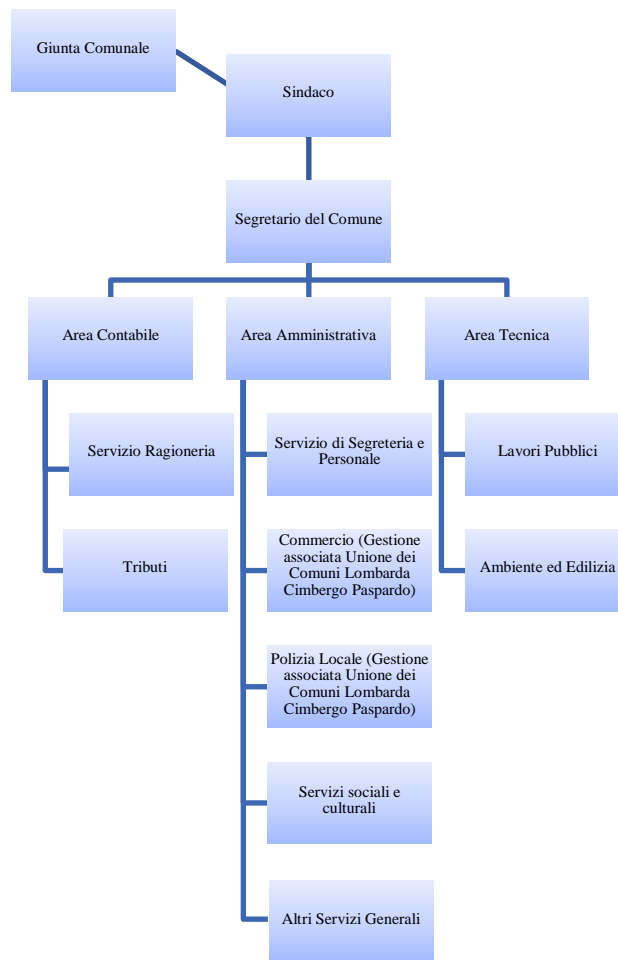 Giunta Comunale
Sindaco
Segretario del Comune
Area Contabile
Area Amministrativa
Area Tecnica
Servizio Ragioneria
Tributi
Servizio di Segreteria e
Personale
Commercio (Gestione
associata Unione dei
Comuni Lombarda
Cimbergo Paspardo)
Polizia Locale (Gestione
associata Unione dei
Comuni Lombarda
Cimbergo Paspardo)
Servizi sociali e
culturali
Altri Servizi Generali
Lavori Pubblici
Ambiente ed Edilizia